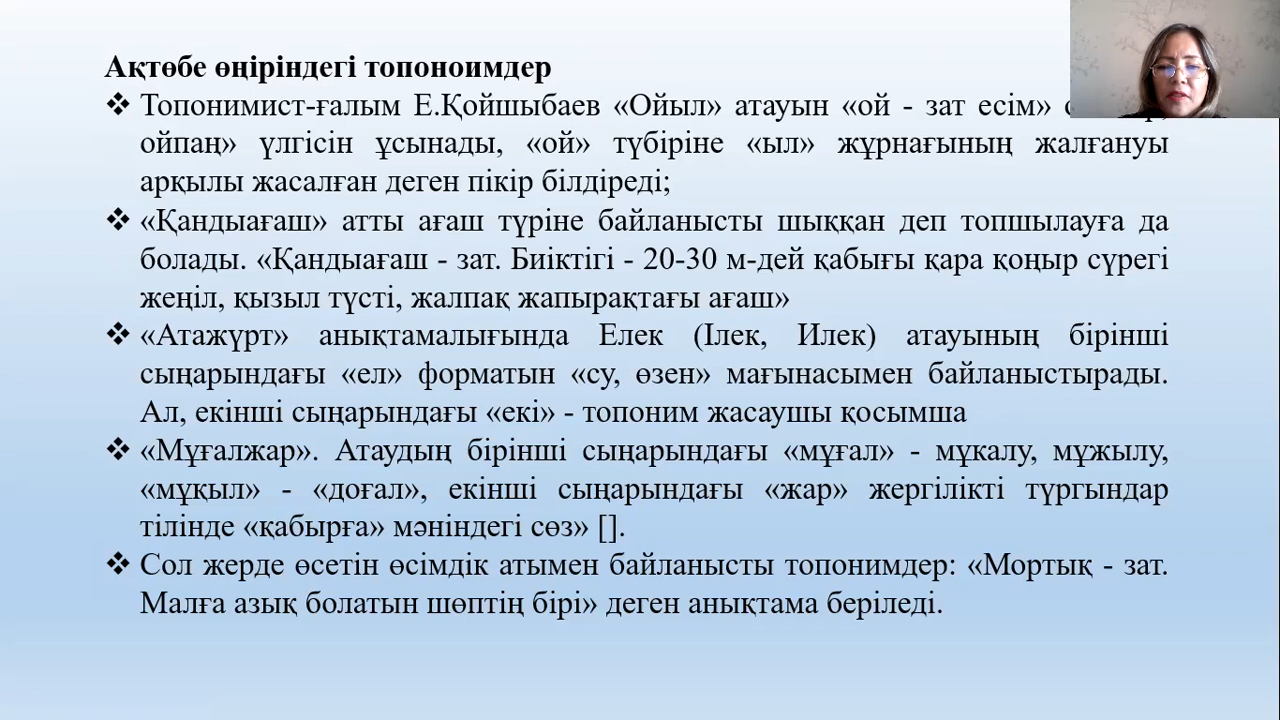 Ақтөбе өңіріндегі топоноимдер
❖ Топонимист-ғалым Е.Қойшыбаев «Ойыл» атауын «ой - зат есім»
ойпаң» үлгісін ұсынады, «ой» түбіріне «ыл» жұрнағының жалғануы
арқылы жасалған деген пікір білдіреді;
❖ «Қандыағаш» атты ағаш түріне байланысты шыққан деп топшылауға да
болады. «Қандыағаш - зат. Биіктігі - 20-30 м-дей қабығы қара қоңыр сүрегі
жеңіл, қызыл түсті, жалпақ жапырақтағы ағаш»
❖ «Атажүрт» анықтамалығында Елек (Ілек, Илек) атауының бірінші
сыңарындағы «ел» форматын «су, өзен» мағынасымен байланыстырады.
Ал, екінші сыңарындағы «екі» - топоним жасаушы қосымша
❖ «Мұғалжар». Атаудың бірінші сыңарындағы «мұғал» - мұкалу, мұжылу,
«мұқыл» - «доғал», екінші сыңарындағы «жар» жергілікті түргындар
тілінде «қабырға» мәніндегі сөз» [].
❖ Сол жерде өсетін өсімдік атымен байланысты топонимдер: «Мортық - зат.
Малға азық болатын шөптің бірі» деген анықтама беріледі.